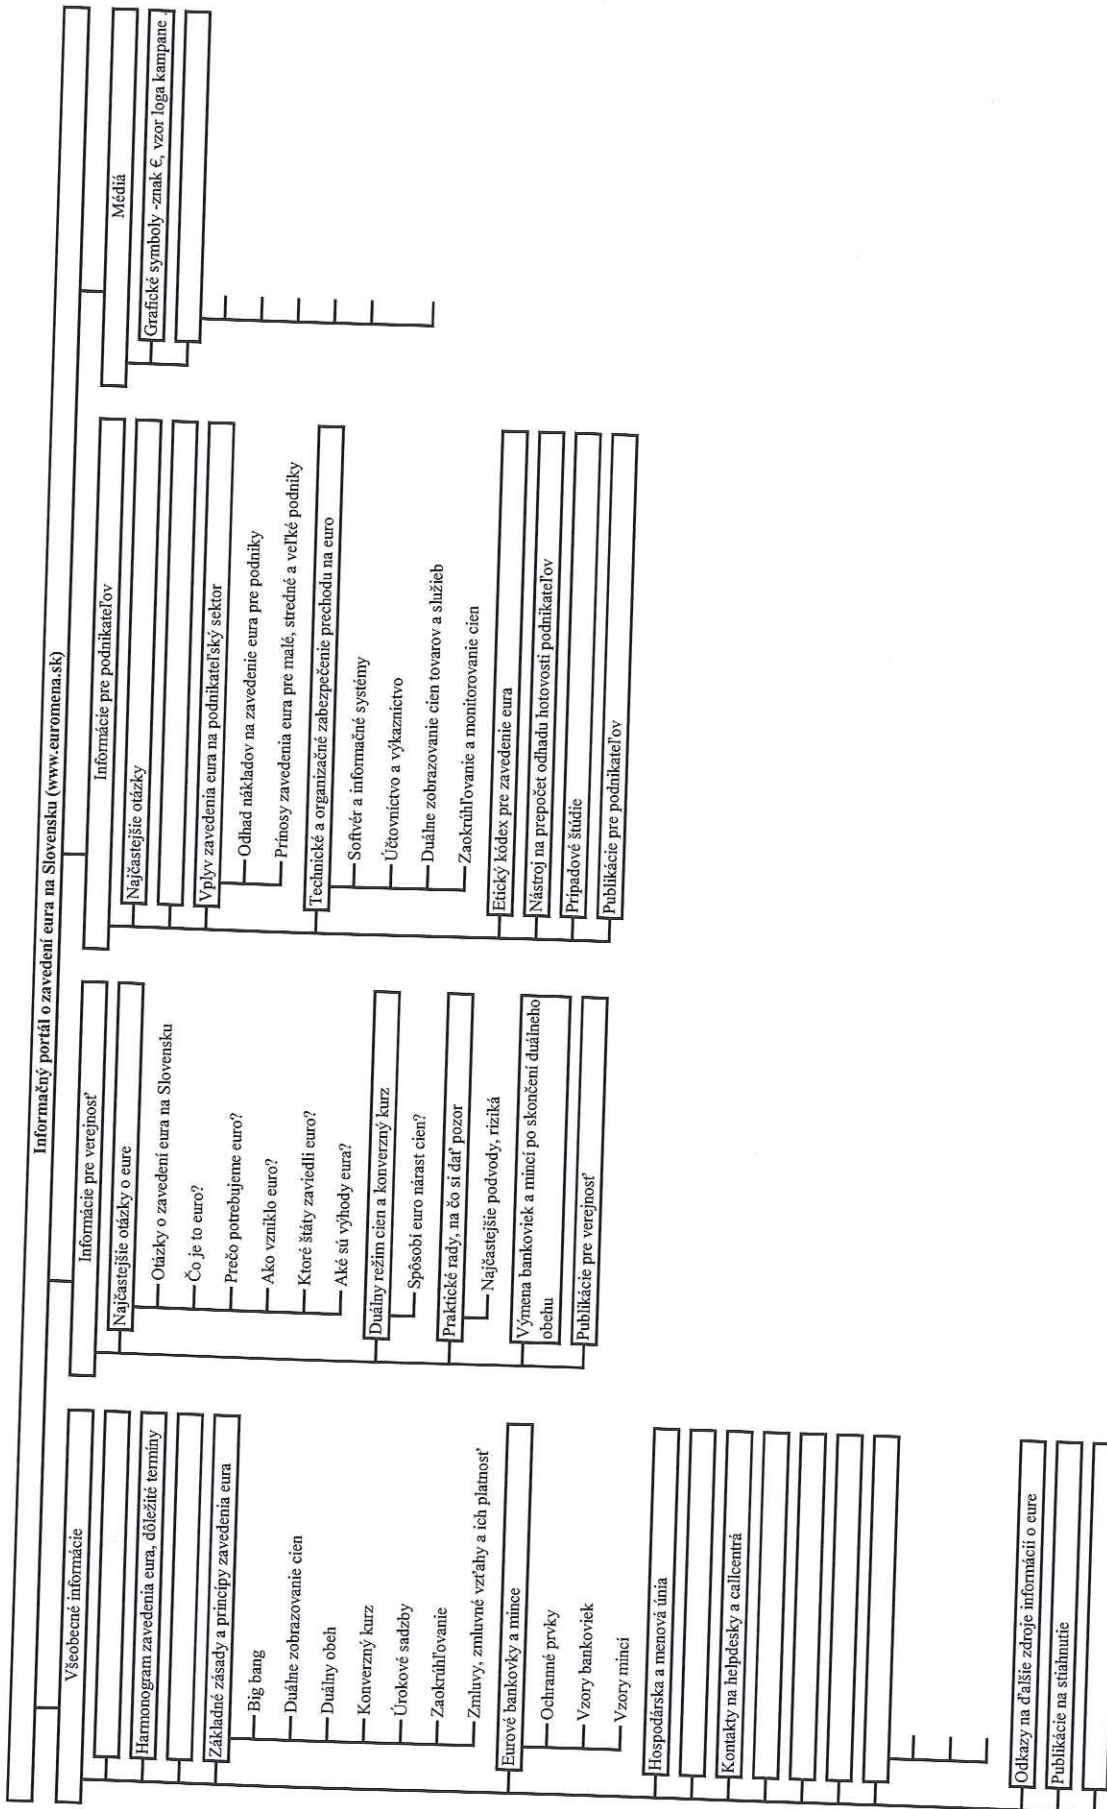 Informačný portál o zavedení eura na Slovensku (www.euromena.sk)
Všeobecné informácie
Harmonogram zavedenia eura, dôležité termíny
Základné zásady a princípy zavedenia eura
Big bang
Duálne zobrazovanie cien
Duálny obeh
Konverzný kurz
Úrokové sadzby
Zaokrúhľovanie
Zmluvy, zmluvné vzťahy a ich platnosť
Eurové bankovky a mince
Ochranné prvky
Vzory bankoviek
Vzory mincí
Hospodárska a menová únia
Kontakty na helpdesky a callcentrá
Odkazy na ďalšie zdroje informácií o eure
Publikácie na stiahnutie
Informácie pre verejnosť
Najčastejšie otázky o eure
Otázky o zavedení eura na Slovensku
Čo je to euro?
Prečo potrebujeme euro?
Ako vzniklo euro?
Ktoré štáty zaviedli euro?
Aké sú výhody eura?
Duálny režim cien a konverzný kurz
Spôsobí euro nárast cien?
Praktické rady, na čo si dať pozor
Najčastejšie podvody, riziká
Výmena bankoviek a mincí po skončení duálneho
obehu
Publikácie pre verejnosť
Informácie pre podnikateľov
Najčastejšie otázky
Vplyv zavedenia eura na podnikateľský sektor
Odhad nákladov na zavedenie eura pre podniky
Prínosy zavedenia eura pre malé, stredné a veľké podniky
Technické a organizačné zabezpečenie prechodu na euro
Softvér a informačné systémy
Účtovníctvo a výkazníctvo
Duálne zobrazovanie cien tovarov a služieb
Zaokrúhľovanie a monitorovanie cien
Etický kódex pre zavedenie eura
Nástroj na prepočet odhadu hotovosti podnikateľov
Prípadové štúdie
Publikácie pre podnikateľov
Médiá
Grafické symboly -znak €, vzor loga kampane